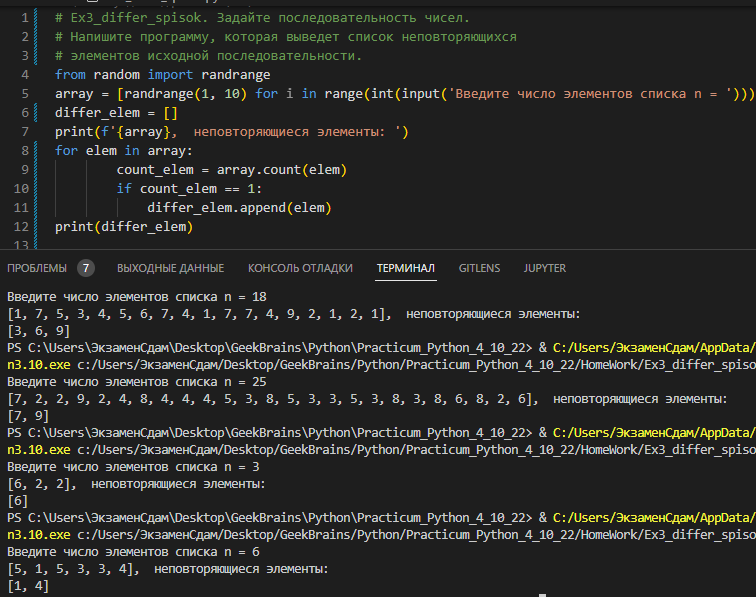 1 # Ex3_differ_spisok. Задайте последовательность чисел.
2 # Напишите программу, которая выведет список неповторяющихся
3 # элементов исходной последовательности.
4 from random import randrange
5 array = [randrange(1, 10) for i in range(int(input('Введите число элементов списка n = ')))
6 differ_elem = []
7 print(f'{array},  неповторяющиеся элементы: ')
8 for elem in array:
9         count_elem = array.count(elem)
10         if count_elem == 1:
11             differ_elem.append(elem)
12 print(differ_elem)
13
ПРОБЛЕМЫ 7 ВЫХОДНЫЕ ДАННЫЕ КОНСОЛЬ ОТЛАДКИ ТЕРМИНАЛ GITLENS JUPYTER
Введите число элементов списка n = 18
[1, 7, 5, 3, 4, 5, 6, 7, 4, 1, 7, 7, 4, 9, 2, 1, 2, 1],  неповторяющиеся элементы:
[3, 6, 9]
PS C:\Users\ЭкзаменСдам\Desktop\GeekBrains\Python\Practicum_Python_4_10_22> & C:/Users/ЭкзаменСдам/AppData/
n3.10.exe c:/Users/ЭкзаменСдам/Desktop/GeekBrains/Python/Practicum_Python_4_10_22/HomeWork/Ex3_differ_spiso
Введите число элементов списка n = 25
[7, 2, 2, 9, 2, 4, 8, 4, 4, 4, 5, 3, 8, 5, 3, 3, 5, 3, 8, 3, 8, 6, 8, 2, 6],  неповторяющиеся элементы:
[7, 9]
PS C:\Users\ЭкзаменСдам\Desktop\GeekBrains\Python\Practicum_Python_4_10_22> & C:/Users/ЭкзаменСдам/AppData/
n3.10.exe c:/Users/ЭкзаменСдам/Desktop/GeekBrains/Python/Practicum_Python_4_10_22/HomeWork/Ex3_differ_spiso
Введите число элементов списка n = 3
[6, 2, 2],  неповторяющиеся элементы:
[6]
PS C:\Users\ЭкзаменСдам\Desktop\GeekBrains\Python\Practicum_Python_4_10_22> & C:/Users/ЭкзаменСдам/AppData/
n3.10.exe c:/Users/ЭкзаменСдам/Desktop/GeekBrains/Python/Practicum_Python_4_10_22/HomeWork/Ex3_differ_spiso
Введите число элементов списка n = 6
[5, 1, 5, 3, 3, 4],  неповторяющиеся элементы:
[1, 4]